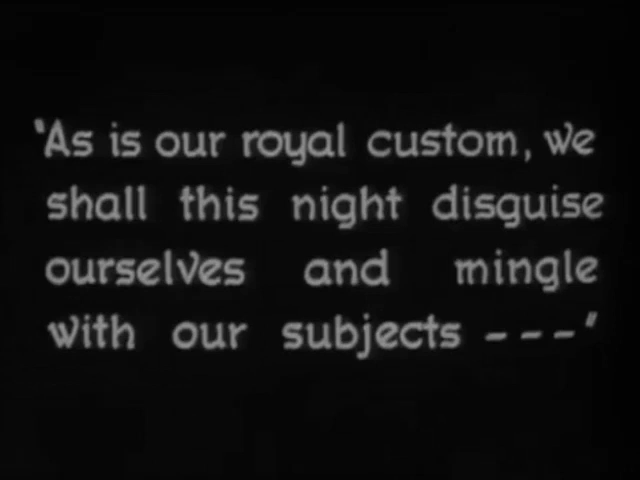 "As is our royal custom, we
shall this night disguise
ourselves and mingle
with our subjects ---"